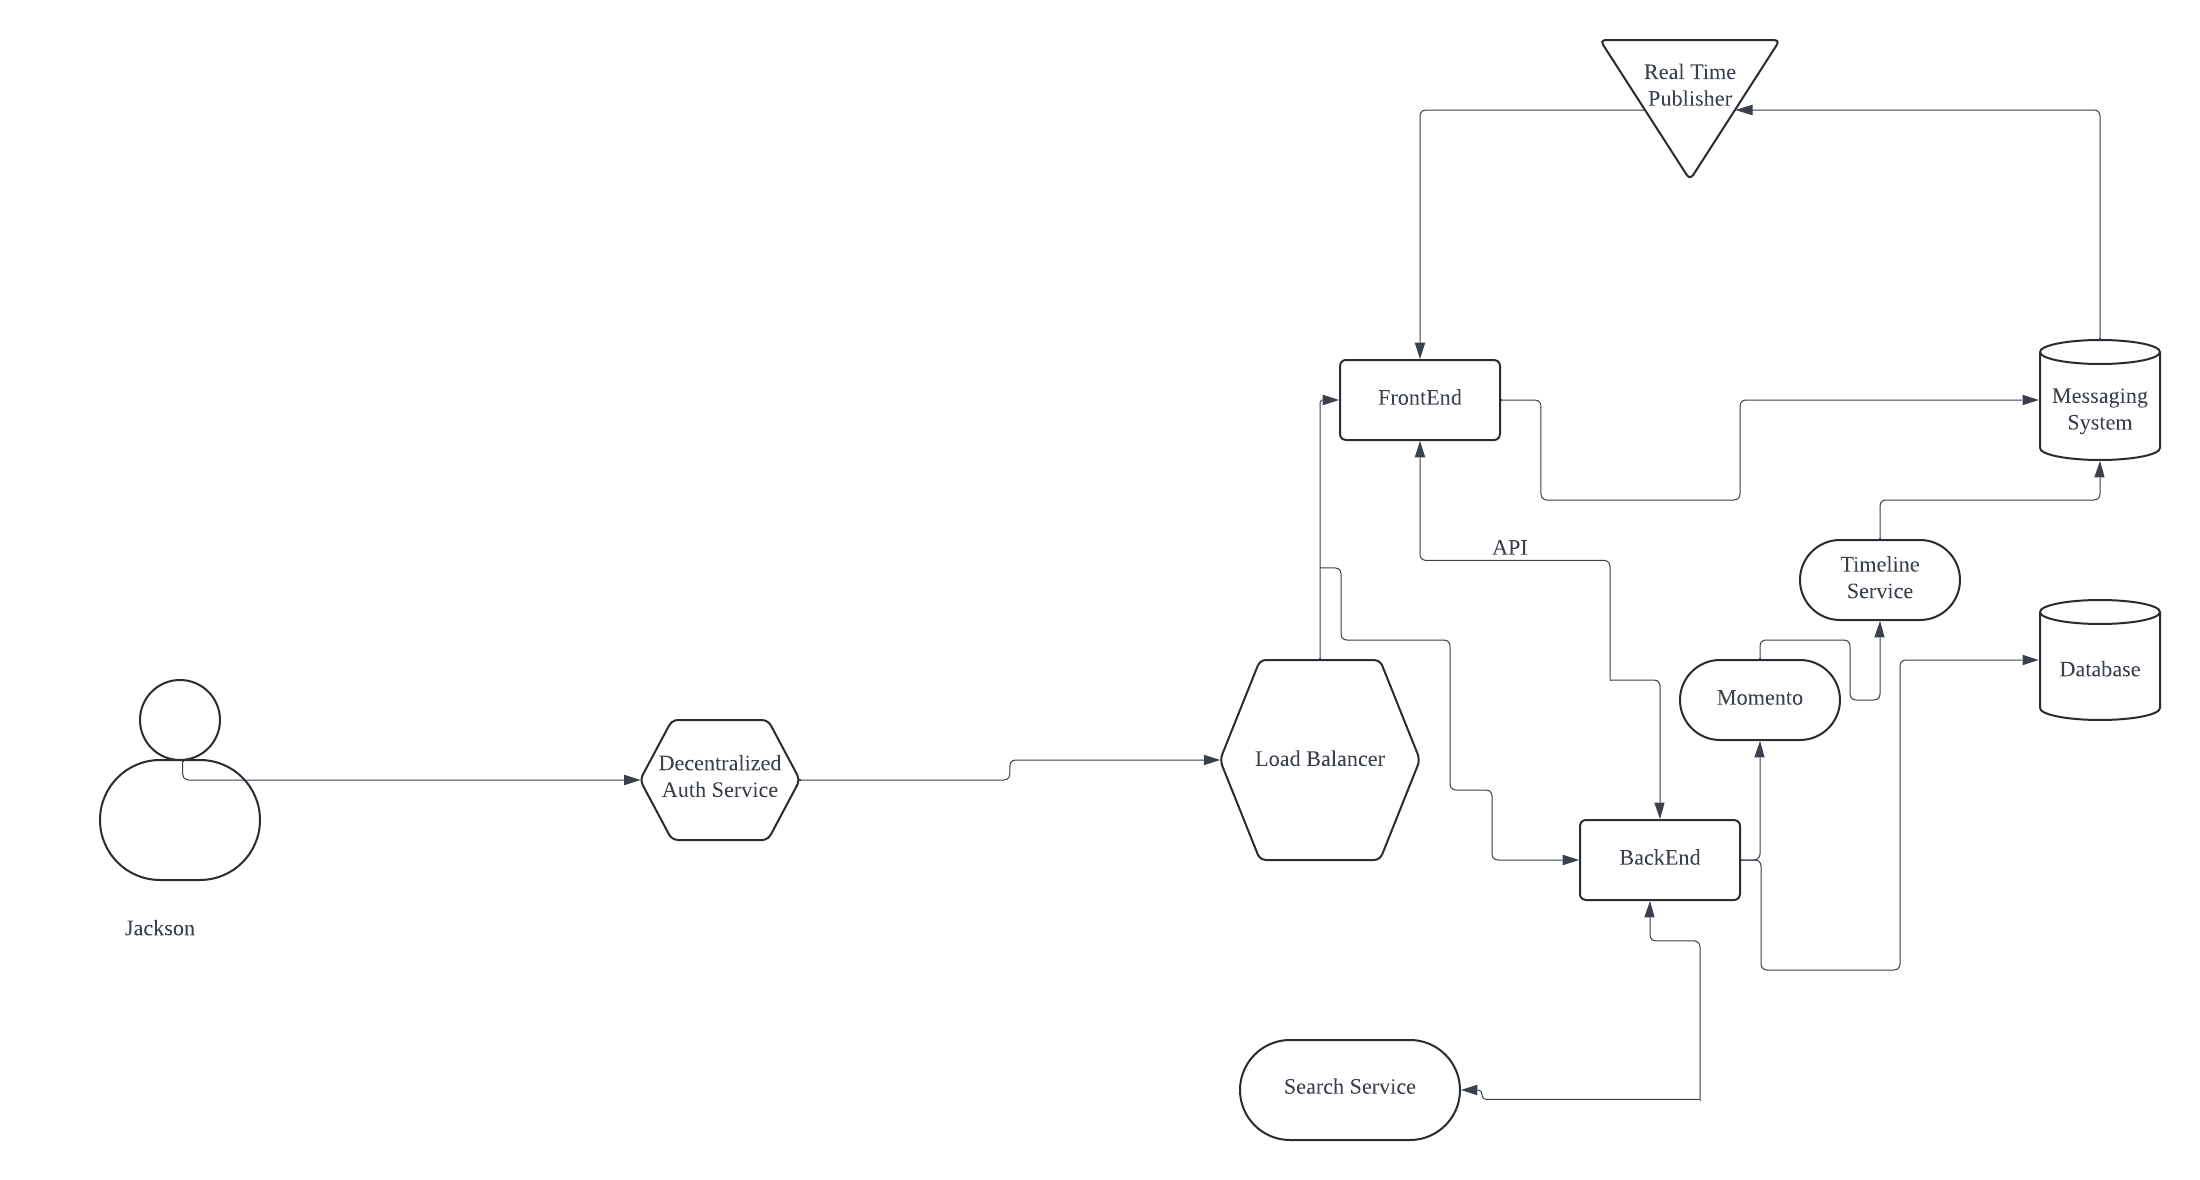 Real Time
Publisher
FrontEnd
Messaging
System
API
Timeline
Service
Database
Momento
Decentralized
Auth Service
Load Balancer
BackEnd
Jackson
Search Service